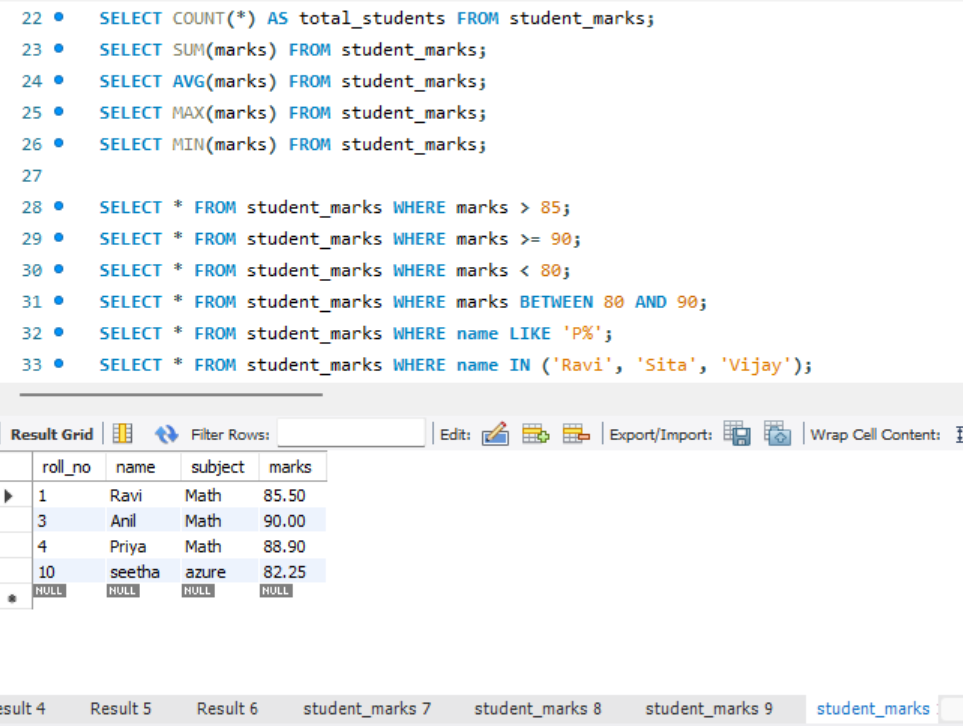 22 SELECT COUNT(*) AS total_students FROM student_marks;
23 SELECT SUM(marks) FROM student_marks;
24 SELECT AVG(marks) FROM student_marks;
25 SELECT MAX(marks) FROM student_marks;
26 SELECT MIN(marks) FROM student_marks;
27
28 SELECT * FROM student_marks WHERE marks > 85;
29 SELECT * FROM student_marks WHERE marks >= 90;
30 SELECT * FROM student_marks WHERE marks < 80;
31 SELECT * FROM student_marks WHERE marks BETWEEN 80 AND 90;
32 SELECT * FROM student_marks WHERE name LIKE 'P%';
33 SELECT * FROM student_marks WHERE name IN ('Ravi', 'Sita', 'Vijay');
Result Grid Filter Rows: Edit: Export/Import: Wrap Cell Content:
roll_no name subject marks
1 Ravi Math 85.50
3 Anil Math 90.00
4 Priya Math 88.90
10 seetha azure 82.25
NULL NULL NULL NULL
esult 4 Result 5 Result 6 student_marks 7 student_marks 8 student_marks 9 student_marks